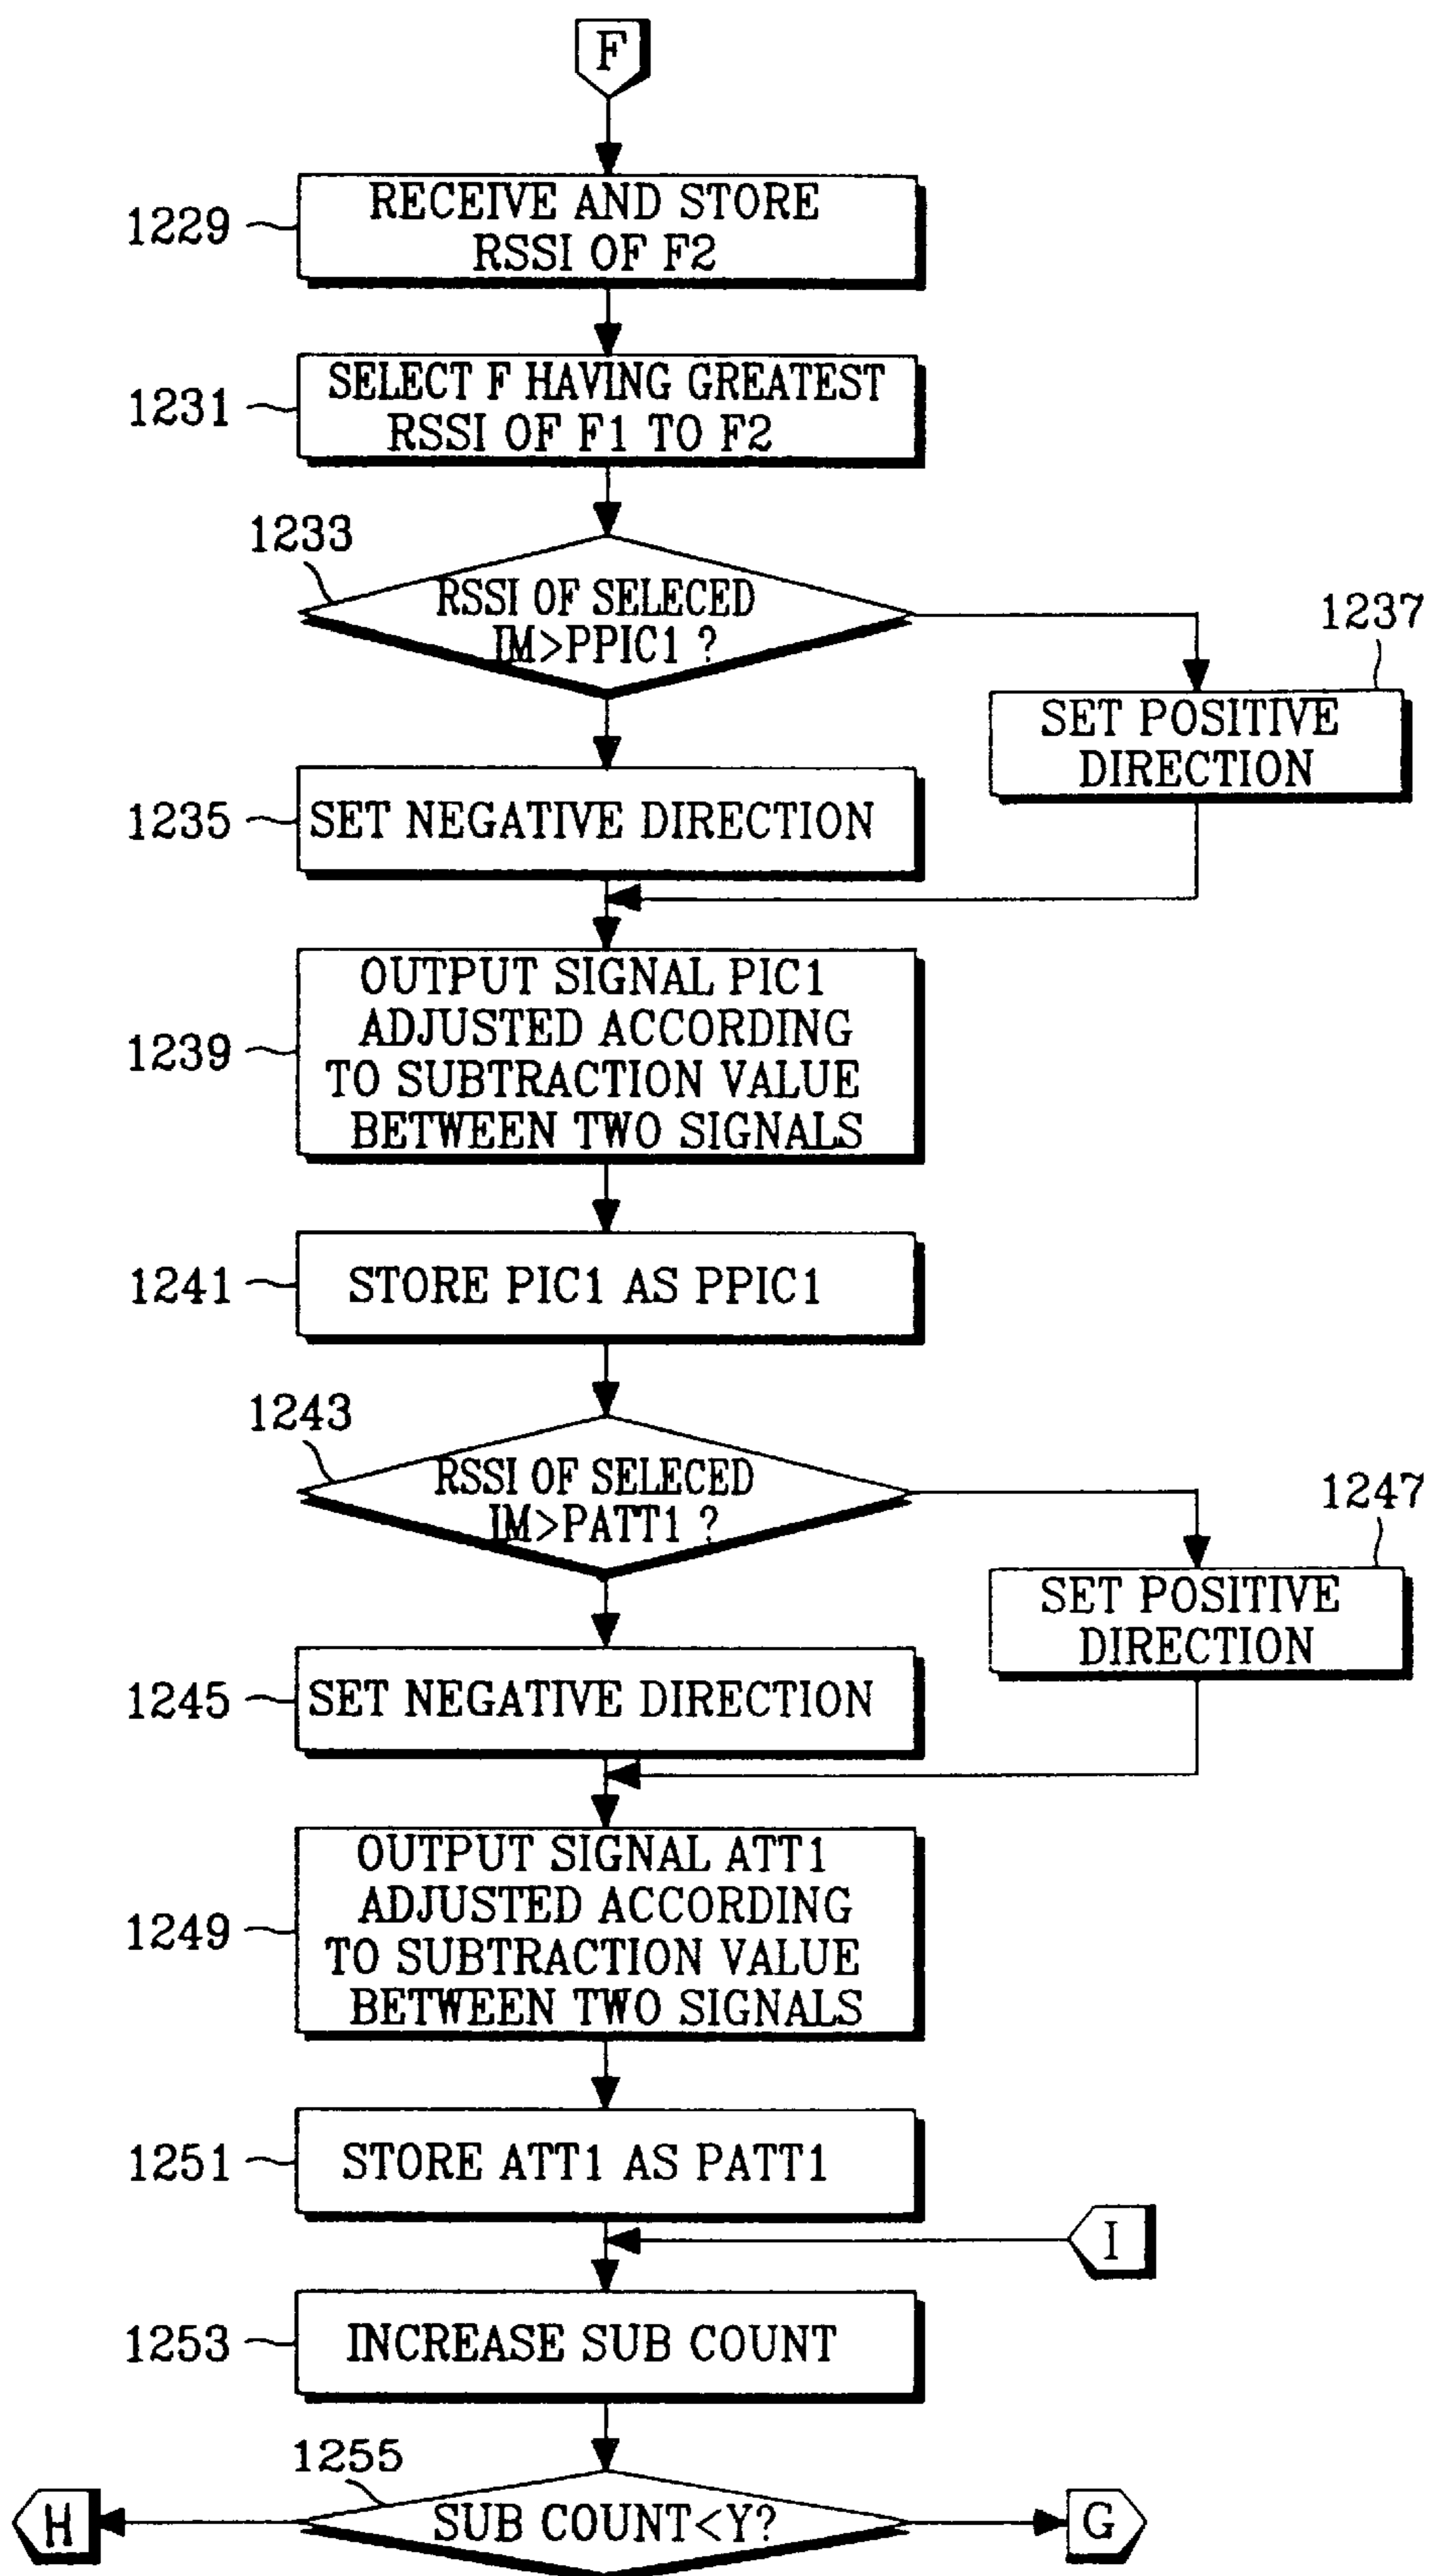 F
1229
RECEIVE AND STORE
RSSI OF F2
1231
SELECT F HAVING GREATEST
RSSI OF F1 TO F2
1233
RSSI OF SELECED
IM>PPIC1 ?
1237
SET POSITIVE
DIRECTION
1235
SET NEGATIVE DIRECTION
1239
OUTPUT SIGNAL PIC1
ADJUSTED ACCORDING
TO SUBTRACTION VALUE
BETWEEN TWO SIGNALS
1241
STORE PIC1 AS PPIC1
1243
RSSI OF SELECED
IM>PATT1 ?
1247
SET POSITIVE
DIRECTION
1245
SET NEGATIVE DIRECTION
1249
OUTPUT SIGNAL ATT1
ADJUSTED ACCORDING
TO SUBTRACTION VALUE
BETWEEN TWO SIGNALS
1251
STORE ATT1 AS PATT1
I
1253
INCREASE SUB COUNT
1255
H
SUB COUNT<Y?
G